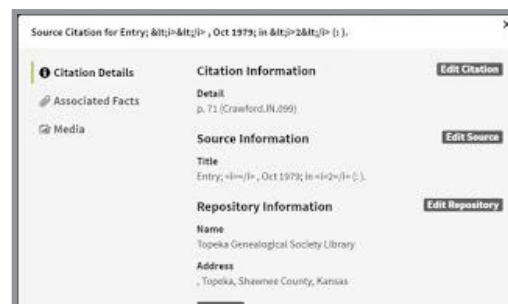 Source Citation for Entry; &lt;i>&lt;/i> , Oct 1979; in &lt;i>2&lt;/i> (: ).
×
Citation Details
Associated Facts
Media
Citation Information
Edit Citation
Detail
p. 71 (Crawford.IN.099)
Source Information
Edit Source
Title
Entry; <i></i> , Oct 1979; in <i>2</i> (: ).
Repository Information
Edit Repository
Name
Topeka Genealogical Society Library
Address
, Topeka, Shawnee County, Kansas